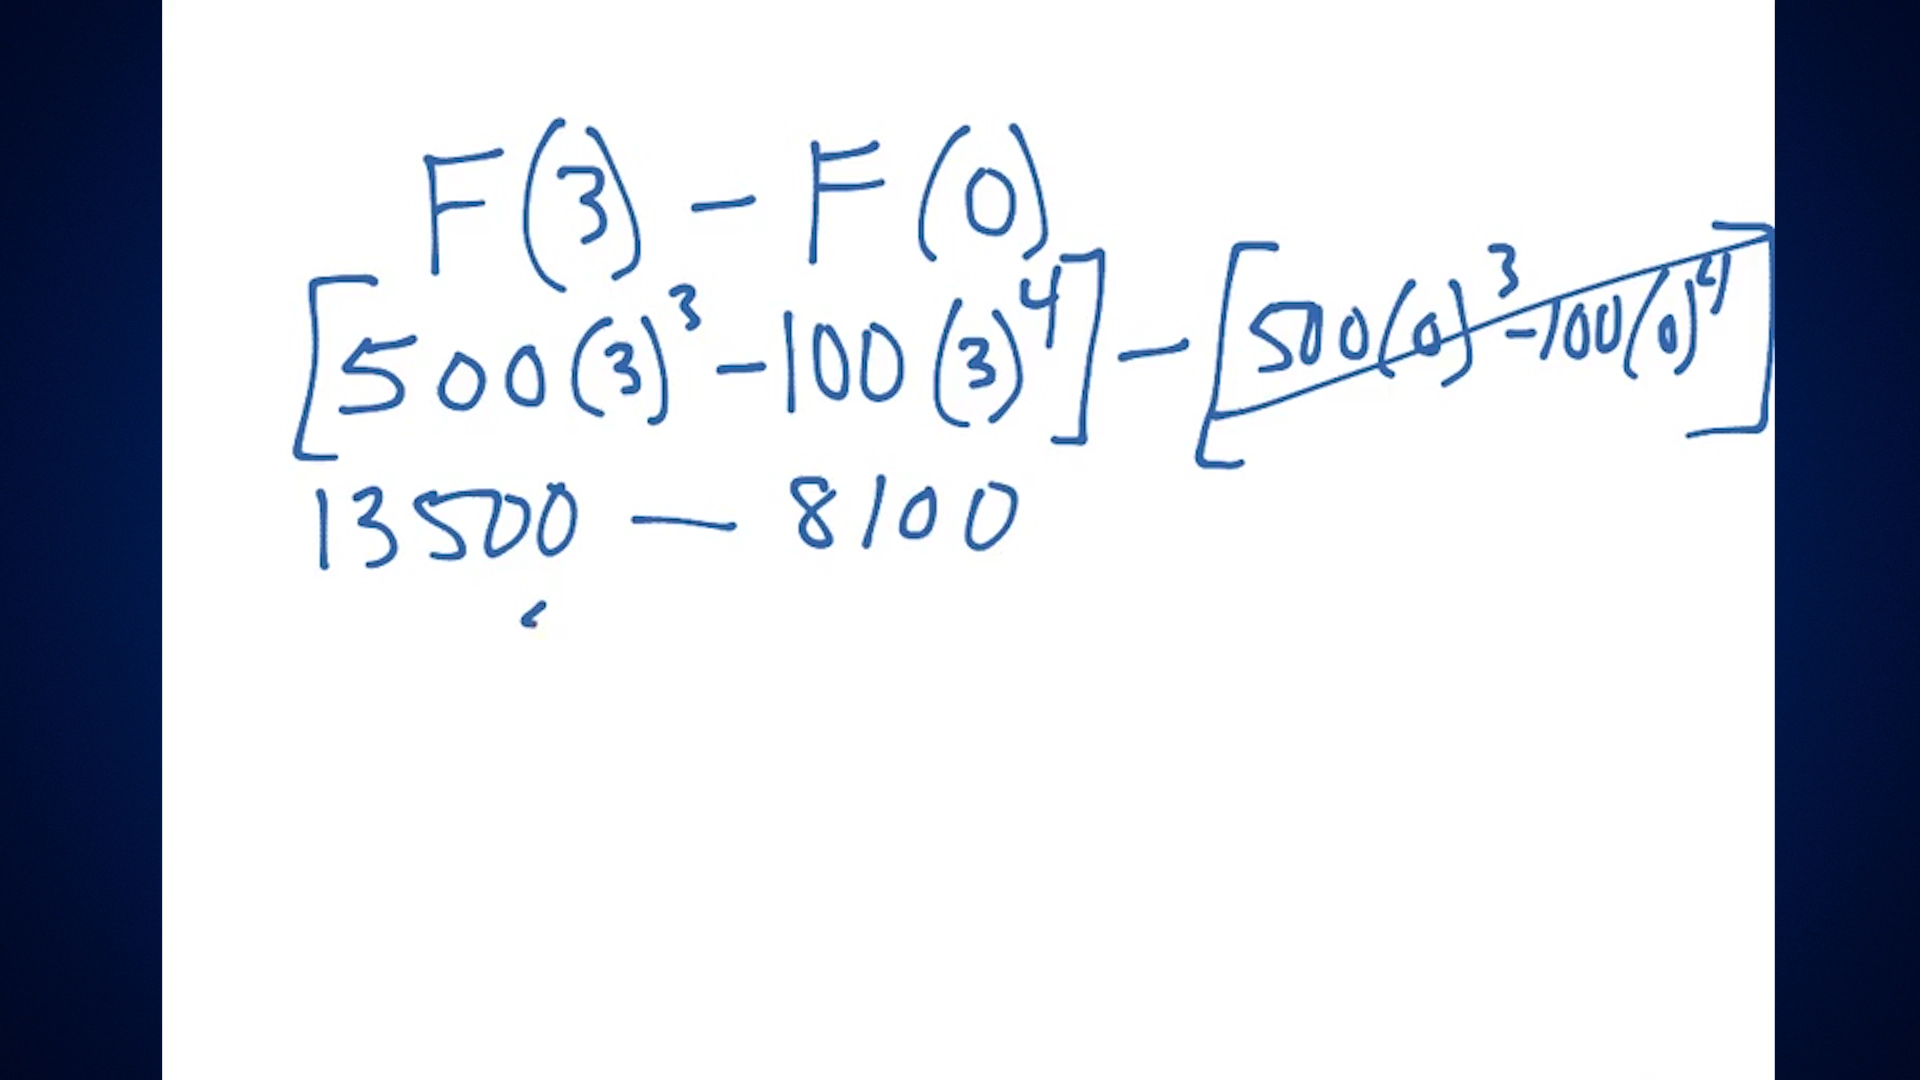 F(3) - F(0)
[500(3)³ - 100(3)⁴] - [500(0)³ - 100(0)⁴]
13500 - 8100